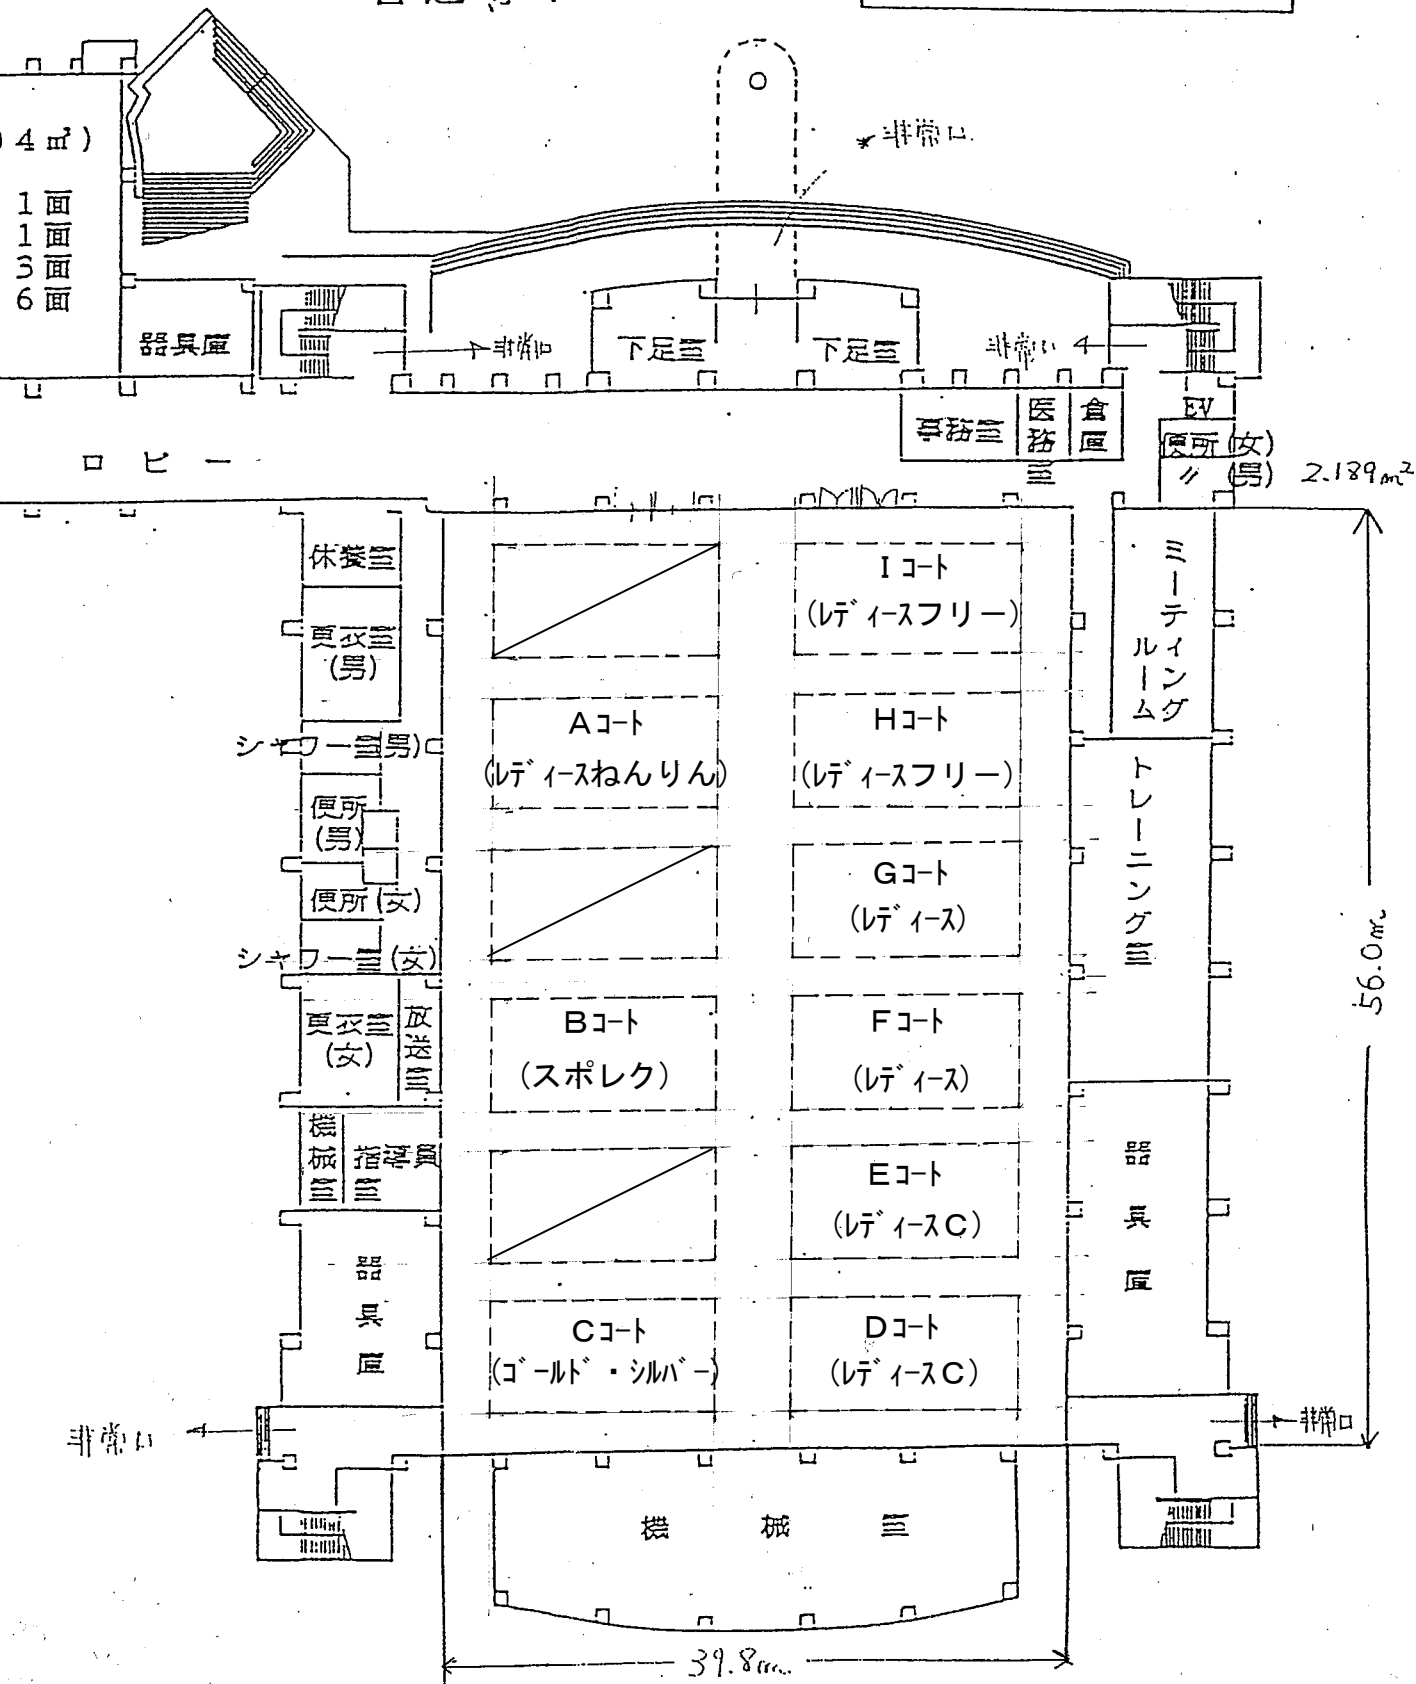 04㎡)
1面
1面
3面
6面
*非常口
器具庫
非常口
下足室
下足室
非常口
事務室
医務室
倉庫
EV
便所(女)
〃(男)
2.189m²
ロビー
休養室
更衣室
(男)
シャワー室(男)
便所
(男)
便所(女)
シャワー室(女)
更衣室
(女)
放送室
機械室
指導員室
器具庫
Iコート
(レディースフリー)
Aコート
(レディースねんりん)
Hコート
(レディースフリー)
Gコート
(レディース)
Bコート
(スポレク)
Fコート
(レディース)
Eコート
(レディースC)
Cコート
(ゴールド・シルバー)
Dコート
(レディースC)
ミーティング
ルーム
トレーニング室
器具庫
56.0m
非常口
非常口
機械室
39.8m